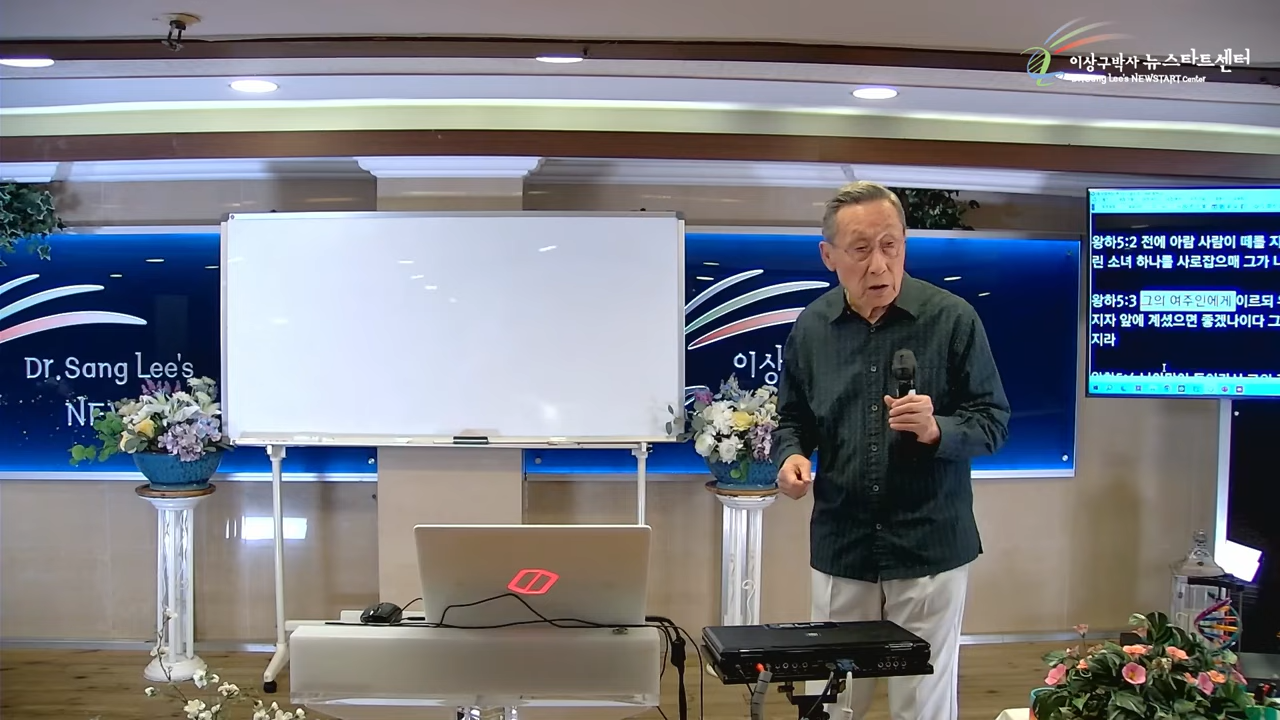 이상구박사 뉴스타트센터
Dr.Sang Lee's NEWSTART Center
Dr.Sang Lee's
NE
이상
왕하5:2 전에 아람 사람이 떼를 지
린 소녀 하나를 사로잡으매 그가 나
왕하5:3 그의 여주인에게 이르되 우
지자 앞에 계셨으면 좋겠나이다 그
지라